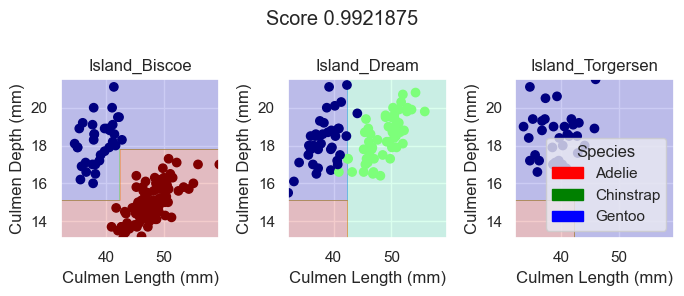 Score 0.9921875
Island_Biscoe
Island_Dream
Island_Torgersen
Culmen Depth (mm)
20
18
16
14
40
50
Culmen Length (mm)
Culmen Depth (mm)
20
18
16
14
40
50
Culmen Length (mm)
Culmen Depth (mm)
20
18
16
14
40
50
Culmen Length (mm)
Species
Adelie
Chinstrap
Gentoo